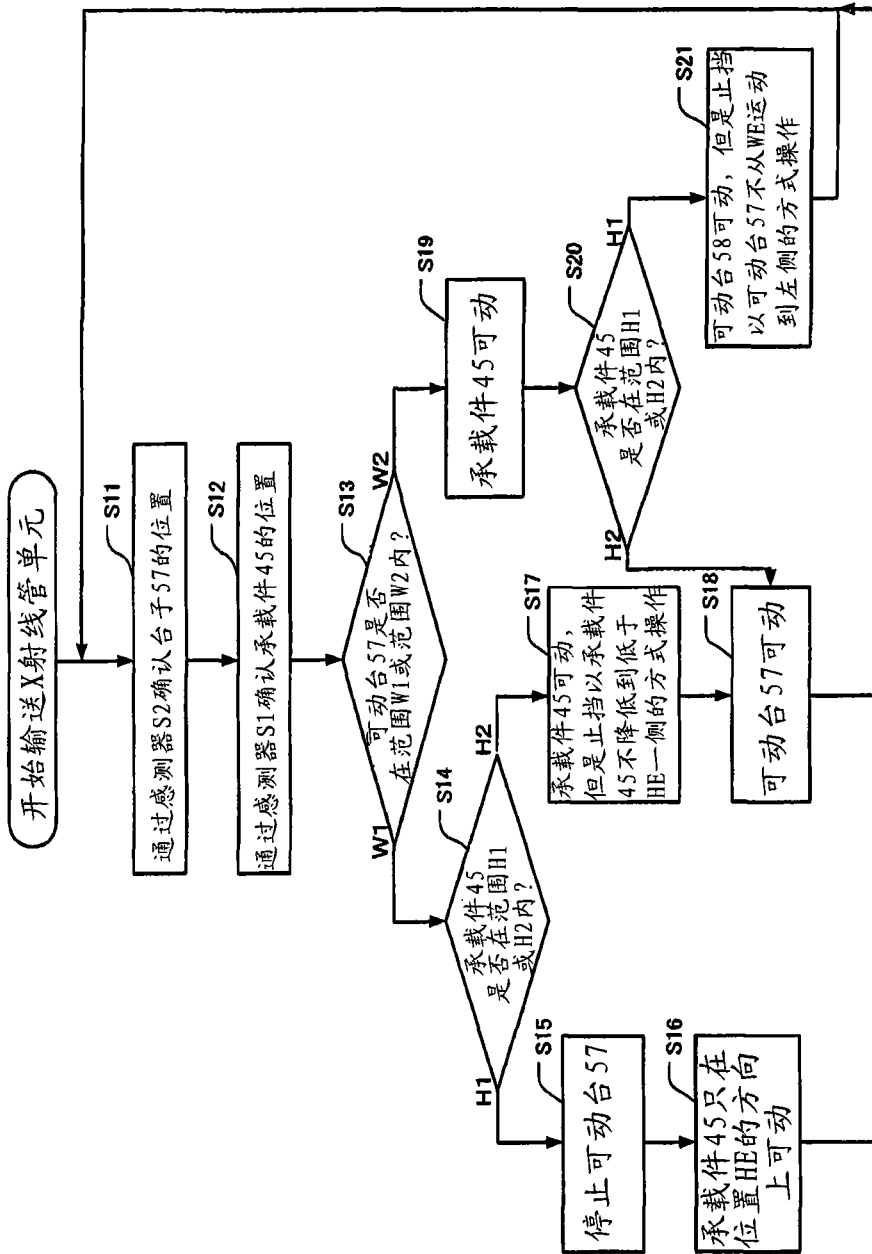 开始输送X射线管单元
S11
通过感测器S2确认台子57的位置
S12
通过感测器S1确认承载件45的位置
S13
可动台57是否
在范围W1或范围W2内?
W1
W2
S14
承载件45
是否在范围H1
或H2内?
H1
H2
S15
停止可动台57
S16
承载件45只在
位置HE的方向
上可动
S17
承载件45可动,
但是止挡以承载件
45不降低到低于
HE一侧的方式操作
S18
可动台57可动
S19
承载件45可动
S20
承载件45
是否在范围H1
或H2内?
H2
H1
S21
可动台58可动, 但是止挡
以可动台57不从WE运动
到左侧的方式操作